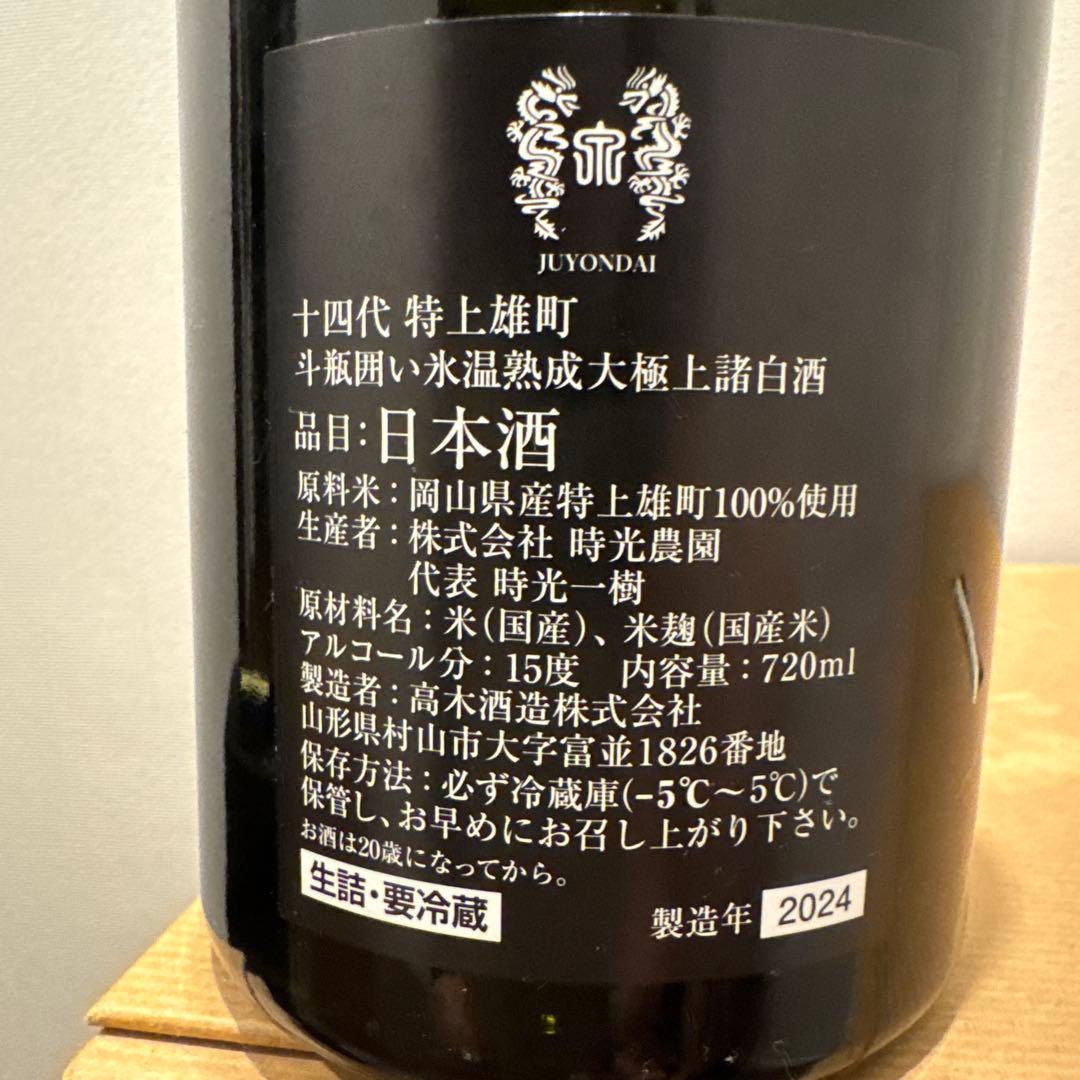 JUYONDAI
十四代 特上雄町
斗瓶囲い氷温熟成大極上諸白酒
品目:日本酒
原料米:岡山県産特上雄町100%使用
生産者:株式会社 時光農園
代表 時光一樹
原材料名:米(国産)、米麹(国産米)
アルコール分:15度 内容量:720ml
製造者:高木酒造株式会社
山形県村山市大字富並1826番地
保存方法:必ず冷蔵庫(-5℃～5℃)で
保管し、お早めにお召し上がり下さい。
お酒は20歳になってから。
生詰・要冷蔵
製造年 2024